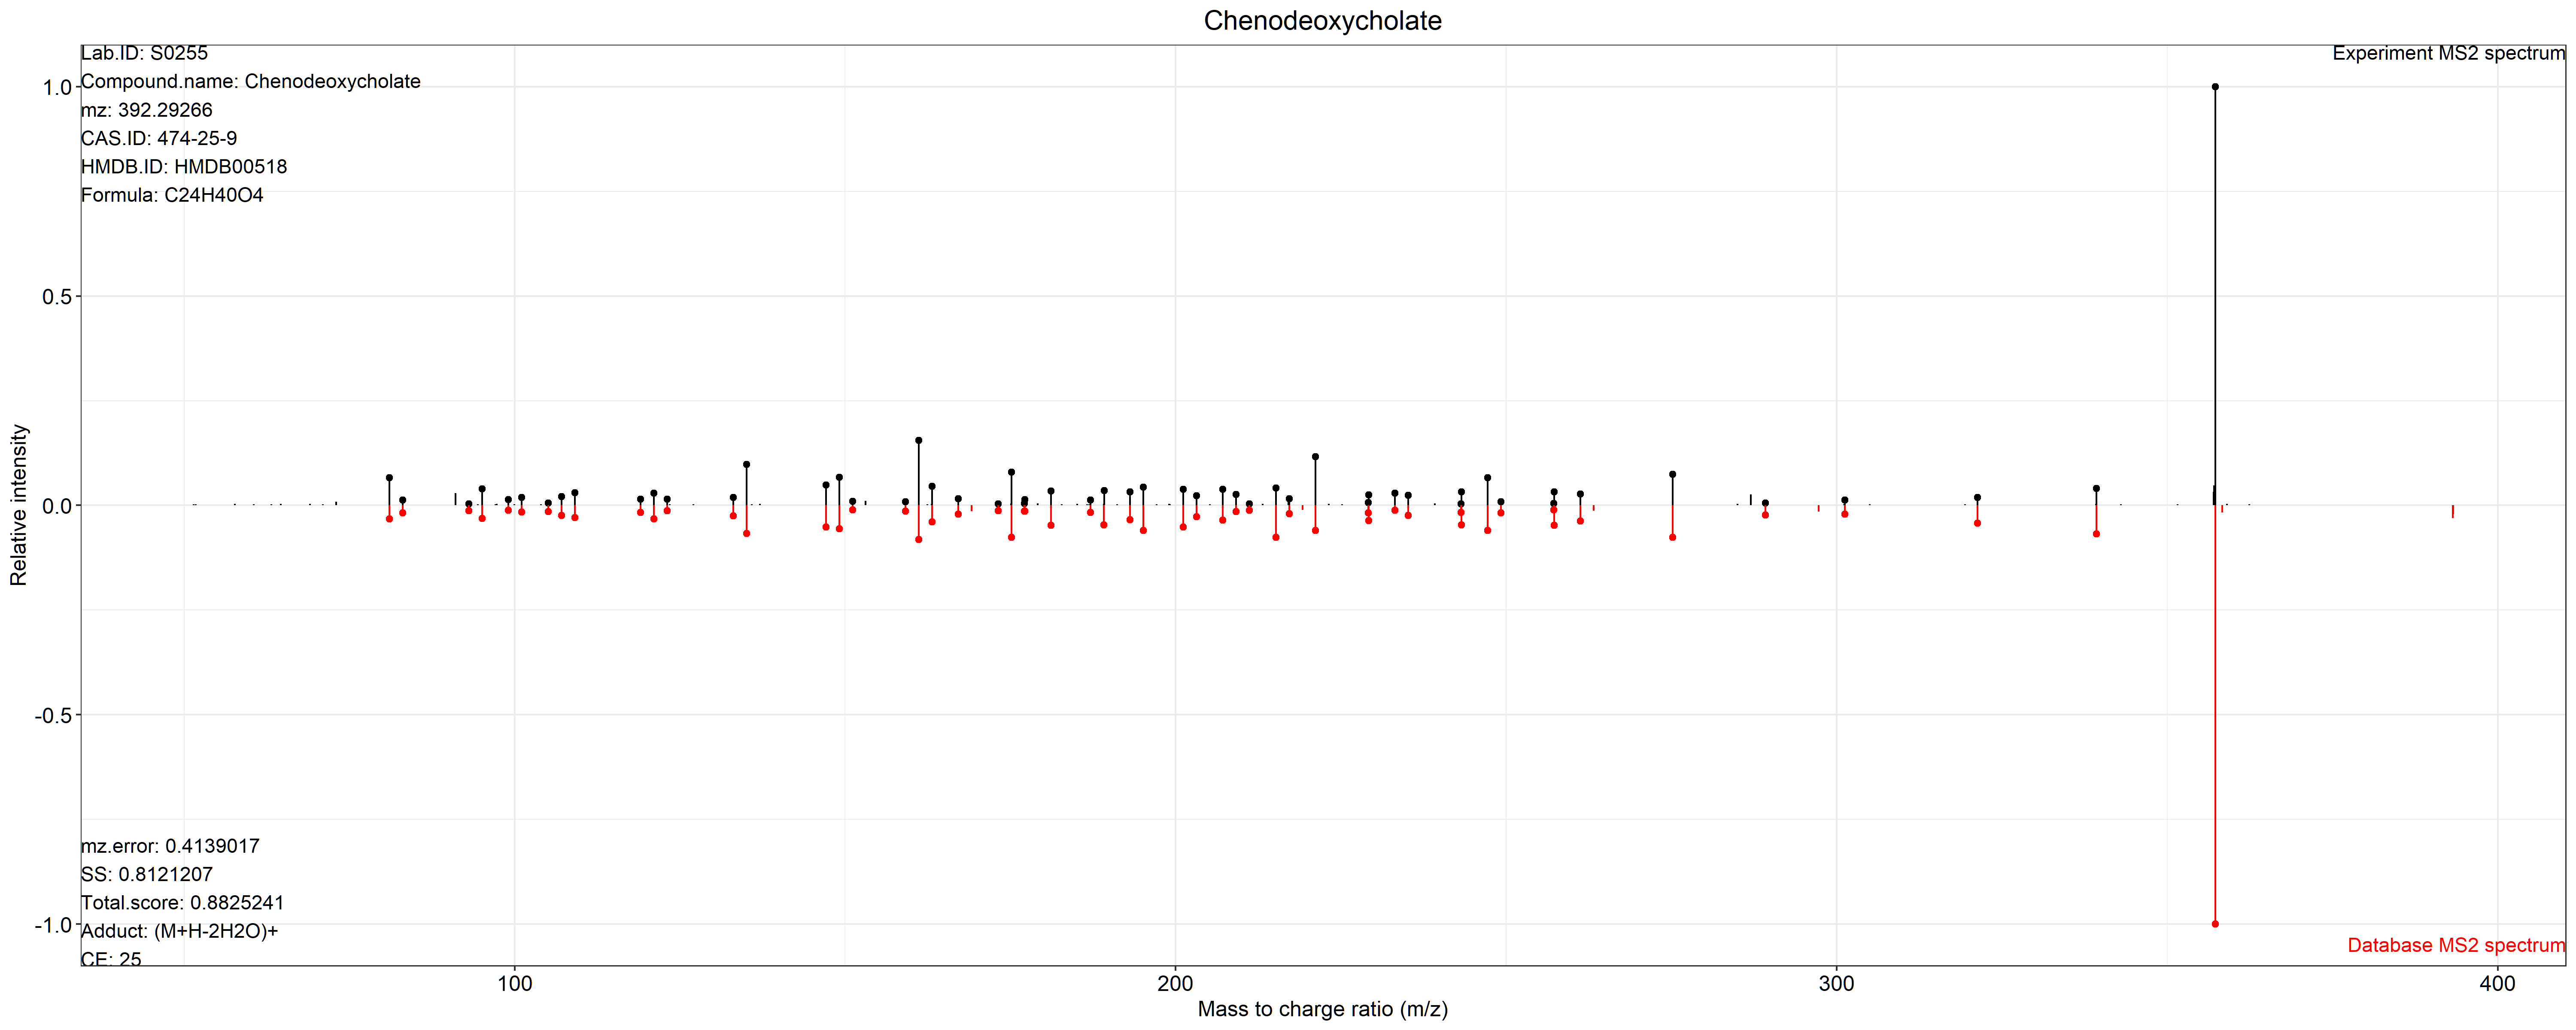 Chenodeoxycholate
Lab.ID: S0255
Compound.name: Chenodeoxycholate
mz: 392.29266
CAS.ID: 474-25-9
HMDB.ID: HMDB00518
Formula: C24H40O4
Experiment MS2 spectrum
1.0
0.5
0.0
-0.5
-1.0
Relative intensity
mz.error: 0.4139017
SS: 0.8121207
Total.score: 0.8825241
Adduct: (M+H-2H2O)+
CE: 25
Database MS2 spectrum
100
200
300
400
Mass to charge ratio (m/z)